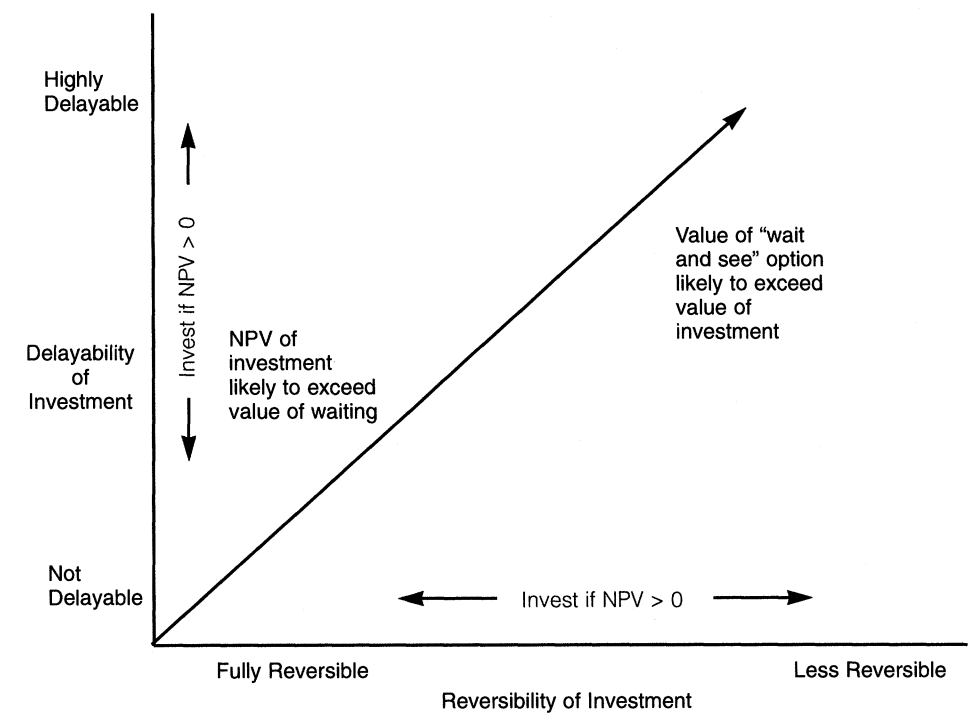 Highly
Delayable
Invest if NPV > 0
Value of “wait
and see” option
likely to exceed
value of
investment
NPV of
investment
likely to exceed
value of waiting
Delayability
of
Investment
Not
Delayable
Invest if NPV > 0
Fully Reversible
Less Reversible
Reversibility of Investment